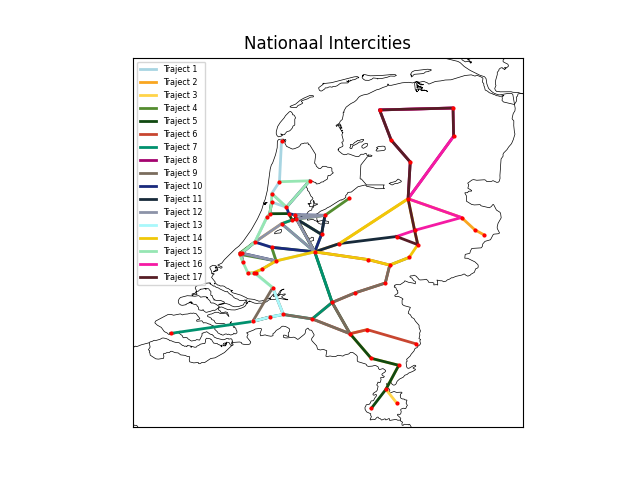 Nationaal Intercities
Traject 1
Traject 2
Traject 3
Traject 4
Traject 5
Traject 6
Traject 7
Traject 8
Traject 9
Traject 10
Traject 11
Traject 12
Traject 13
Traject 14
Traject 15
Traject 16
Traject 17